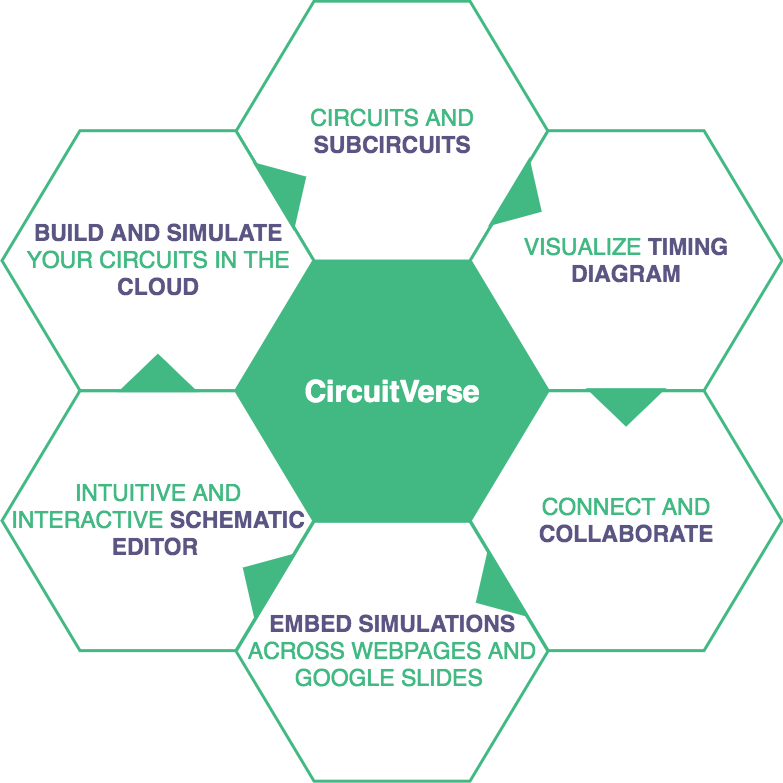 CIRCUITS AND
SUBCIRCUITS
BUILD AND SIMULATE
YOUR CIRCUITS IN THE
CLOUD
VISUALIZE TIMING
DIAGRAM
CircuitVerse
INTUITIVE AND
INTERACTIVE SCHEMATIC
EDITOR
CONNECT AND
COLLABORATE
EMBED SIMULATIONS
ACROSS WEBPAGES AND
GOOGLE SLIDES